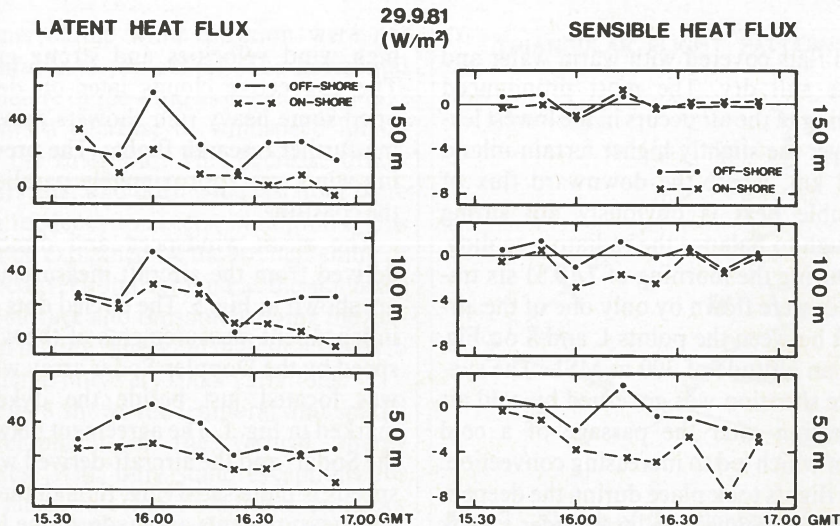 LATENT HEAT FLUX
29.9.81
(W/m²)
SENSIBLE HEAT FLUX
OFF-SHORE
ON-SHORE
40
0
150 m
0
4
-8
OFF-SHORE
ON-SHORE
150 m
40
0
100 m
0
4
-8
100 m
40
0
50 m
0
4
-8
50 m
15.30 16.00 16.30 17.00 GMT
15.30 16.00 16.30 17.00 GMT